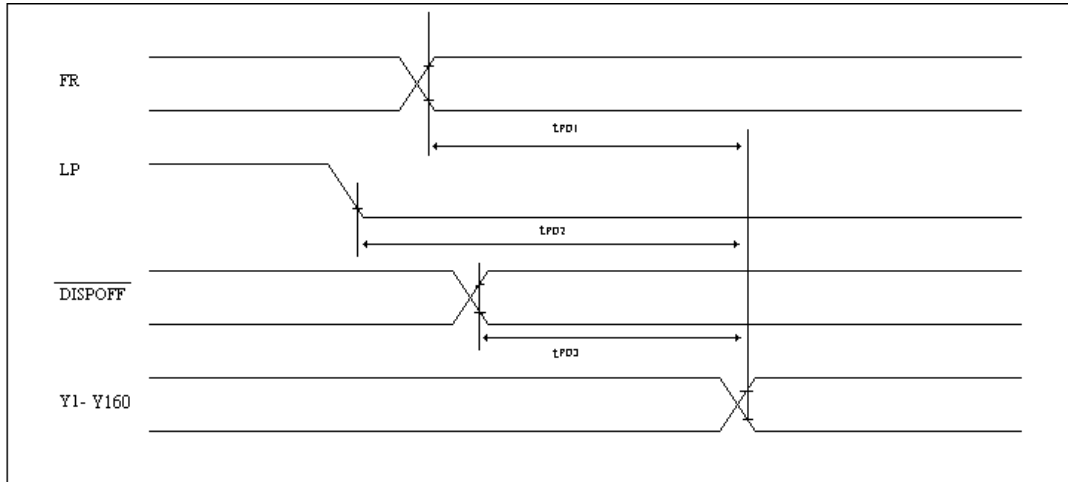 FR
tPD1
LP
tPD2
DISPOFF
tPD3
Y1- Y160